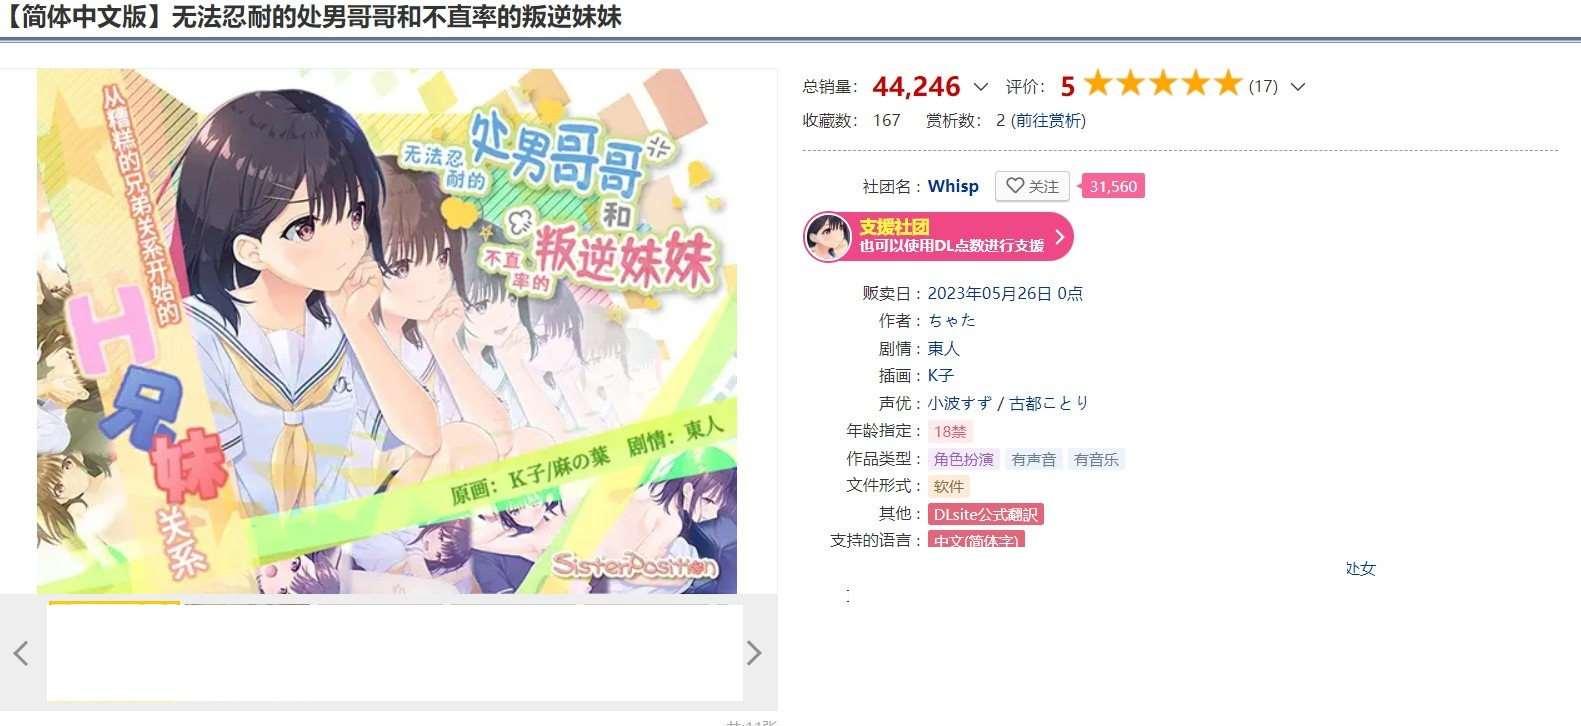 【简体中文版】无法忍耐的处男哥哥和不直率的叛逆妹妹
从糟糕的兄弟关系开始的
H兄妹关系
无法忍耐的处男哥哥
和
不直率的叛逆妹妹
原画：K子/麻の葉 剧情：東人
SisterPosition
总销量： 44,246 评价： 5 (17)
收藏数： 167 赏析数： 2 (前往赏析)
社团名： Whisp 关注 31,560
支援社团
也可以使用DL点数进行支援
贩卖日： 2023年05月26日 0点
作者： ちゃた
剧情： 東人
插画： K子
声优： 小波すず / 古都ことり
年龄指定： 18禁
作品类型： 角色扮演 有声音 有音乐
文件形式： 软件
其他： DLsite公式翻訳
支持的语言： 中文(简体字)
处女
: